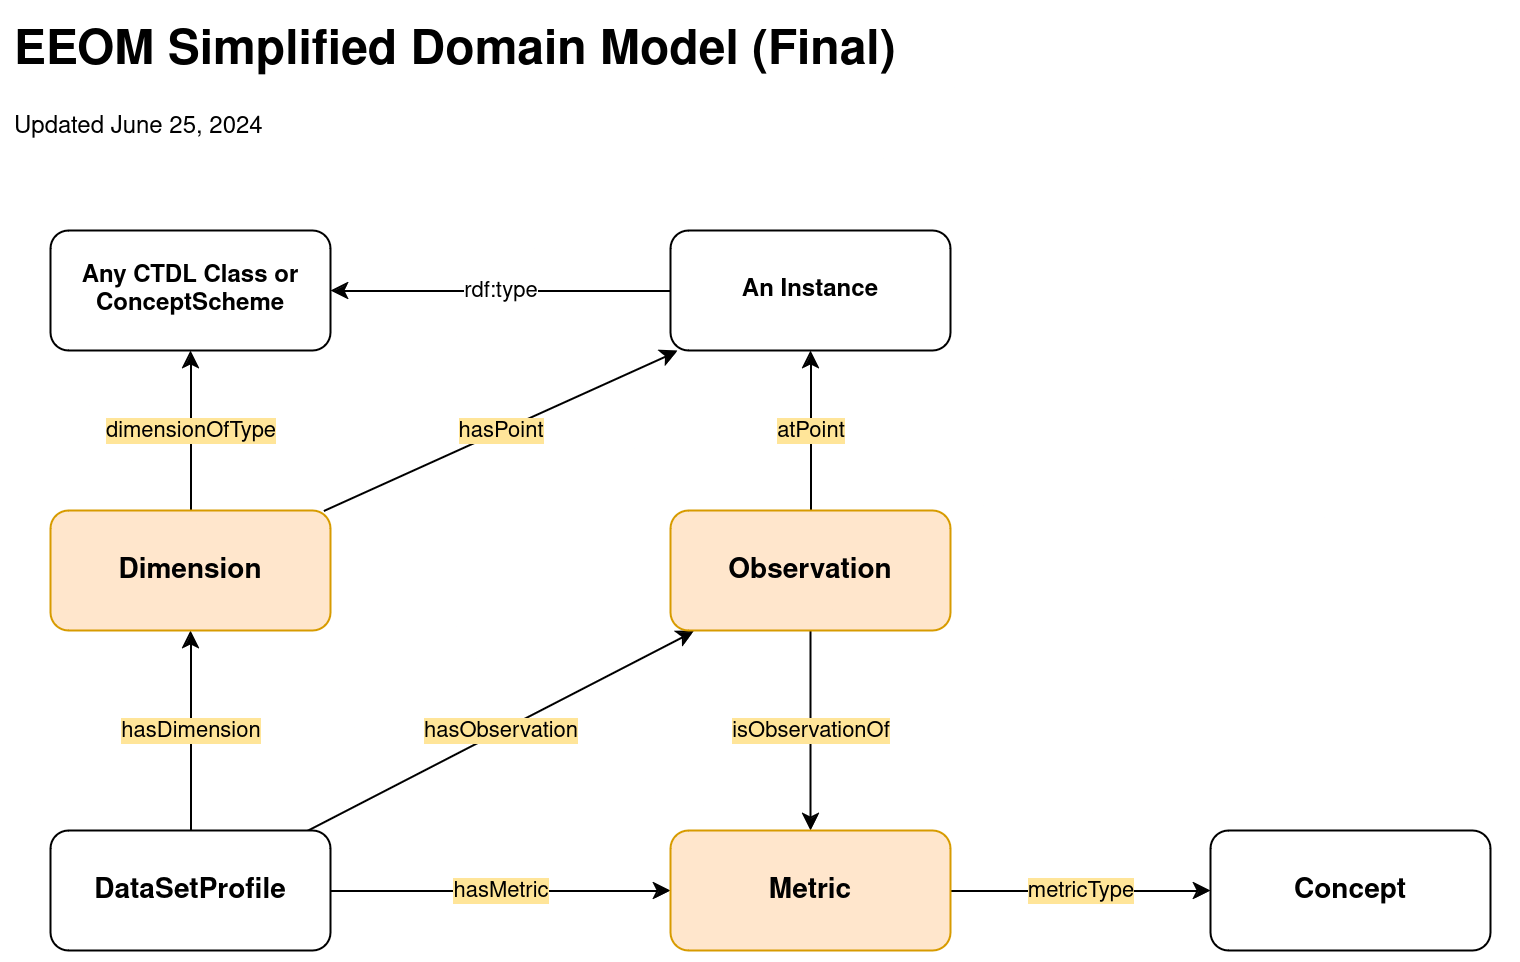 EEOM Simplified Domain Model (Final)
Updated June 25, 2024
Any CTDL Class or
ConceptScheme
rdf:type
An Instance
dimensionOfType
hasPoint
atPoint
Dimension
Observation
hasDimension
hasObservation
isObservationOf
DataSetProfile
hasMetric
Metric
metricType
Concept